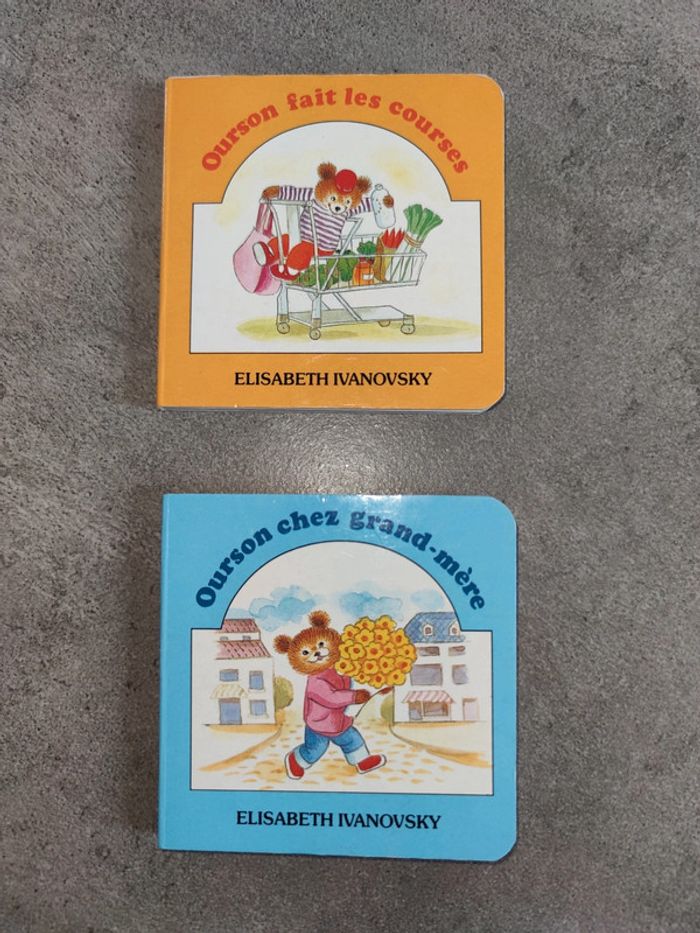 Ourson fait les courses
ELISABETH IVANOVSKY
Ourson chez grand-mère
ELISABETH IVANOVSKY